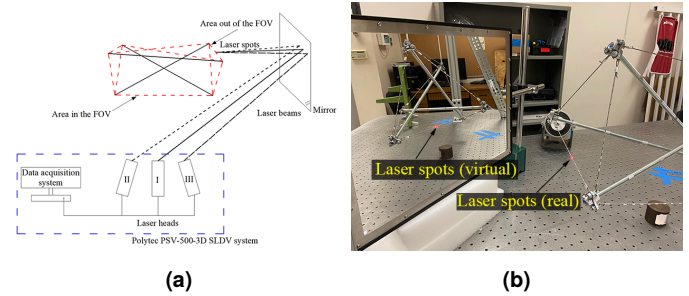 Area out of the FOV
Laser spots
Area in the FOV
Laser beams
Mirror
Data acquisition
system
II
I
III
Laser heads
Polytec PSV-500-3D SLDV system
(a)
Laser spots (virtual)
Laser spots (real)
(b)